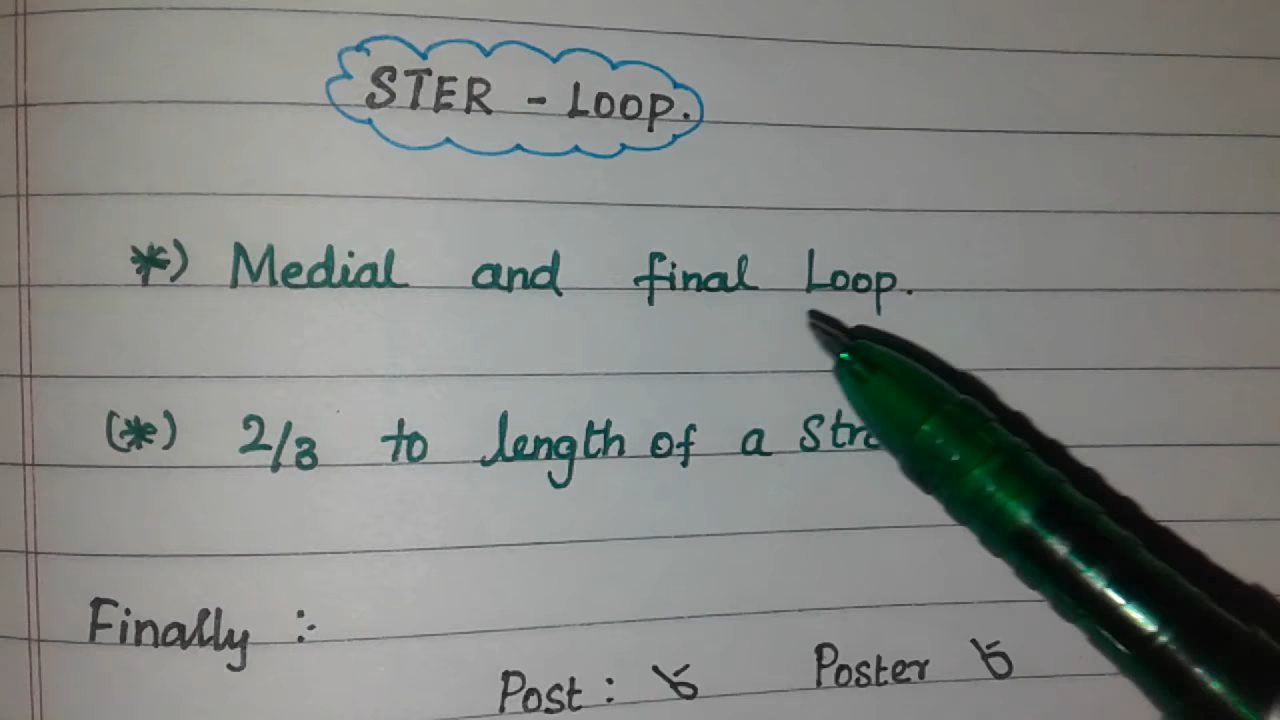 STER - LOOP.
*) Medial and final Loop.
(*) 2/3 to length of a
Finally :-
Post : Poster